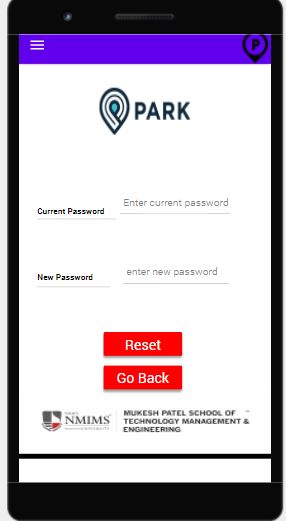 P
PARK
Current Password Enter current password
New Password enter new password
Reset
Go Back
NMIMS
MUKESH PATEL SCHOOL OF
TECHNOLOGY MANAGEMENT &
ENGINEERING